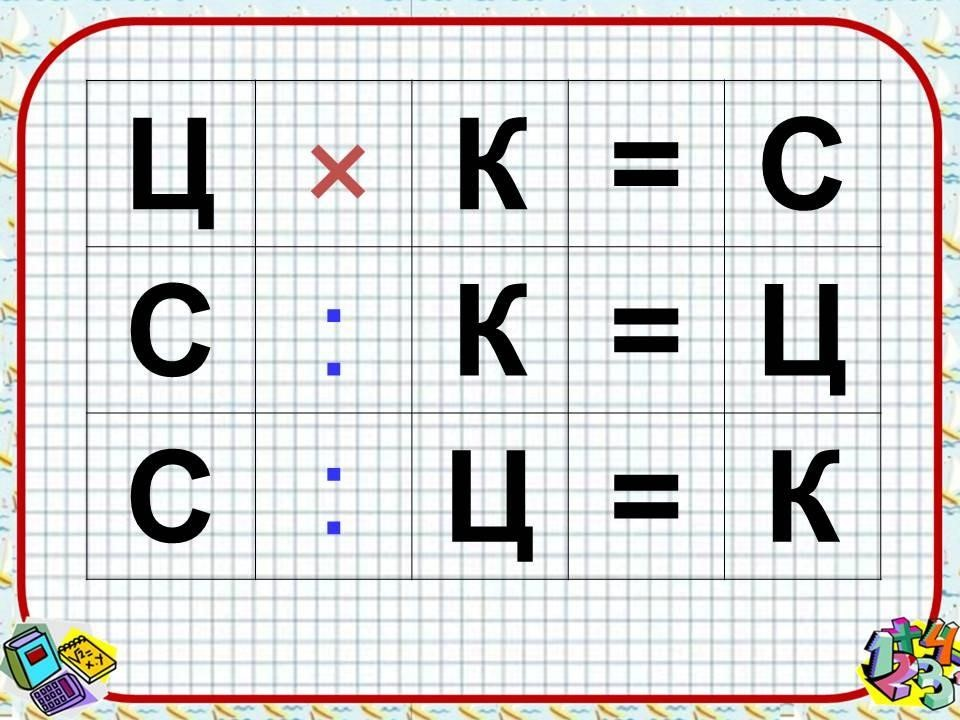 Ц × К = С
С : К = Ц
С : Ц = К